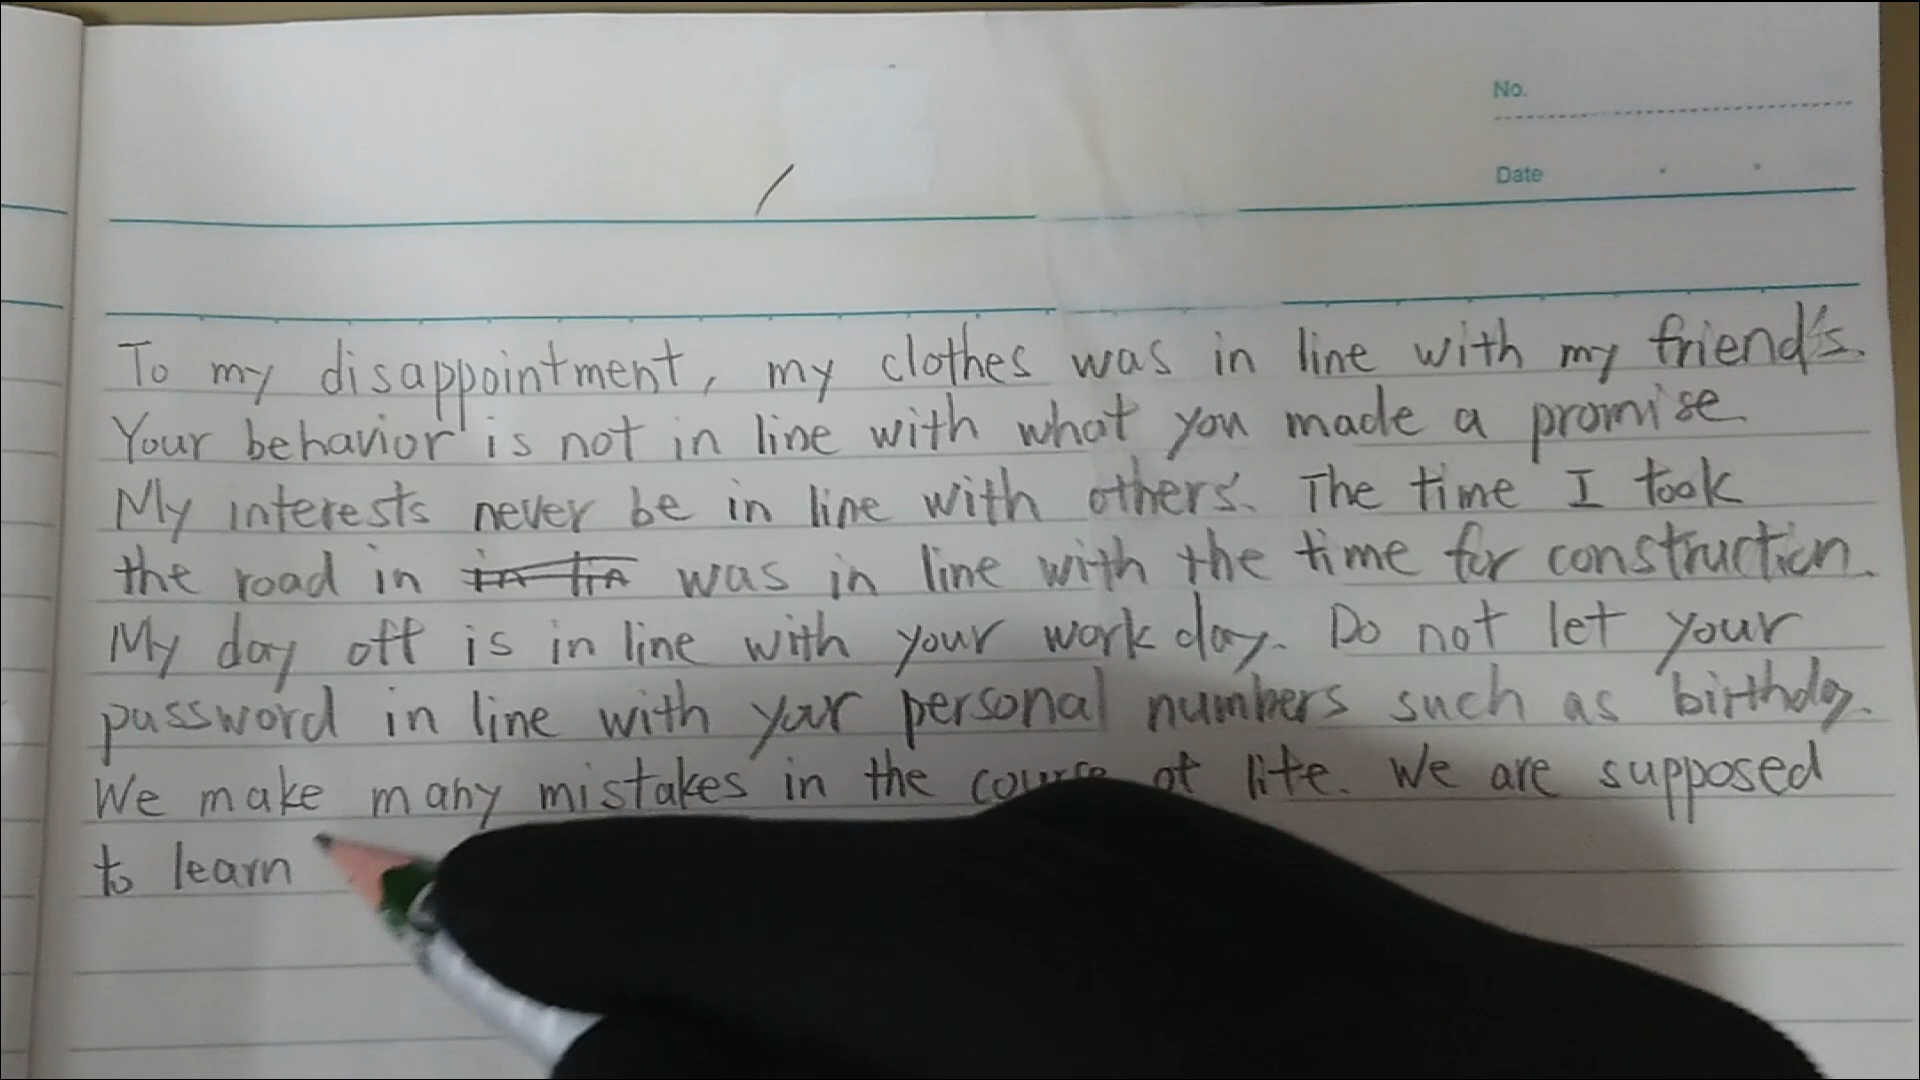 No.
Date
To my disappointment, my clothes was in line with my friend's.
Your behavior is not in line with what you made a promise
My interests never be in line with others'. The time I took
the road in was in line with the time for construction.
My day off is in line with your work day. Do not let your
password in line with your personal numbers such as birthday.
We make many mistakes in the course of life. We are supposed
to learn